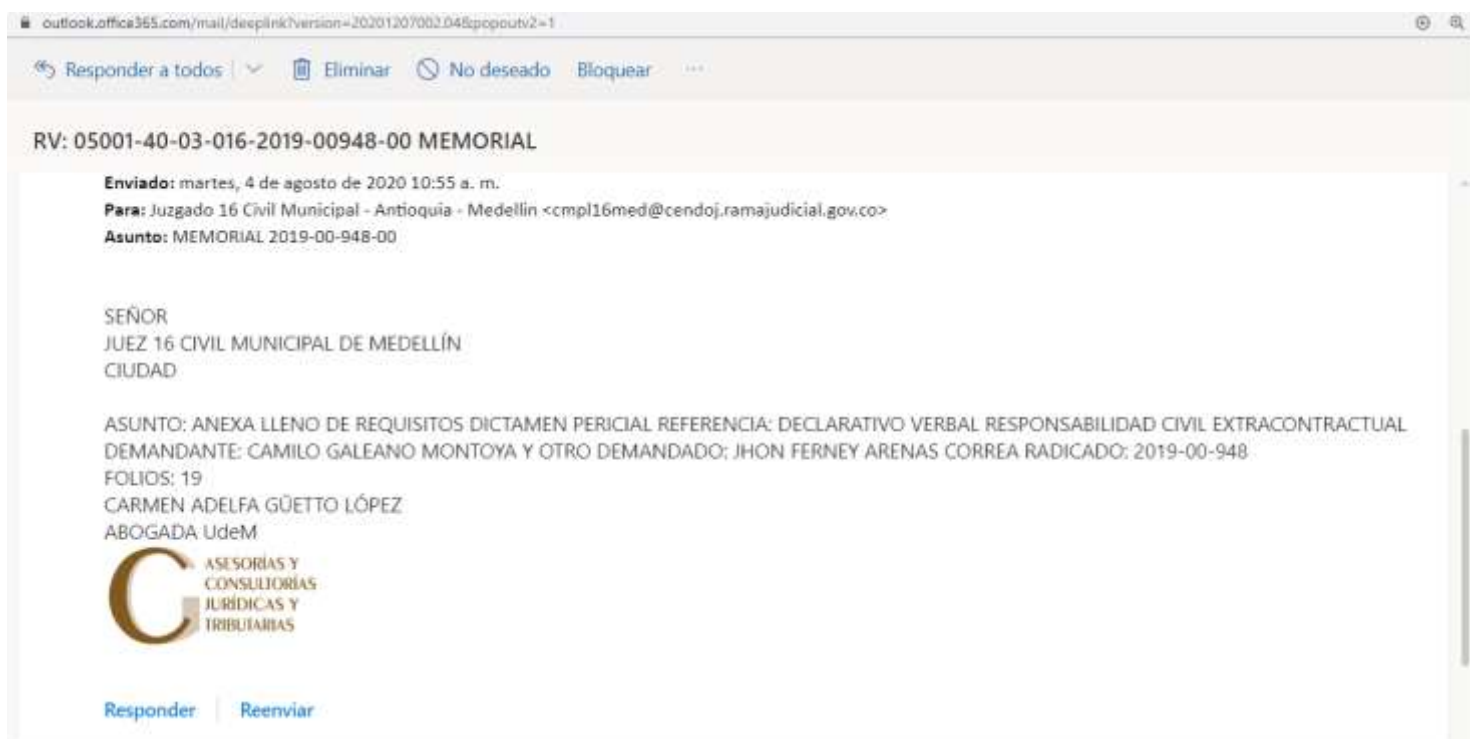 outlook.office365.com/mail/deeplink?version=20201207002.04&popoutv2=1
Responder a todos Eliminar No deseado Bloquear ...
RV: 05001-40-03-016-2019-00948-00 MEMORIAL
Enviado: martes, 4 de agosto de 2020 10:55 a. m.
Para: Juzgado 16 Civil Municipal - Antioquia - Medellin <cmpl16med@cendoj.ramajudicial.gov.co>
Asunto: MEMORIAL 2019-00-948-00
SEÑOR
JUEZ 16 CIVIL MUNICIPAL DE MEDELLÍN
CIUDAD
ASUNTO: ANEXA LLENO DE REQUISITOS DICTAMEN PERICIAL REFERENCIA: DECLARATIVO VERBAL RESPONSABILIDAD CIVIL EXTRACONTRACTUAL
DEMANDANTE: CAMILO GALEANO MONTOYA Y OTRO DEMANDADO: JHON FERNEY ARENAS CORREA RADICADO: 2019-00-948
FOLIOS: 19
CARMEN ADELFA GÜETTO LÓPEZ
ABOGADA UdeM
G ASESORÍAS Y
CONSULTORÍAS
JURÍDICAS Y
TRIBUTARIAS
Responder Reenviar